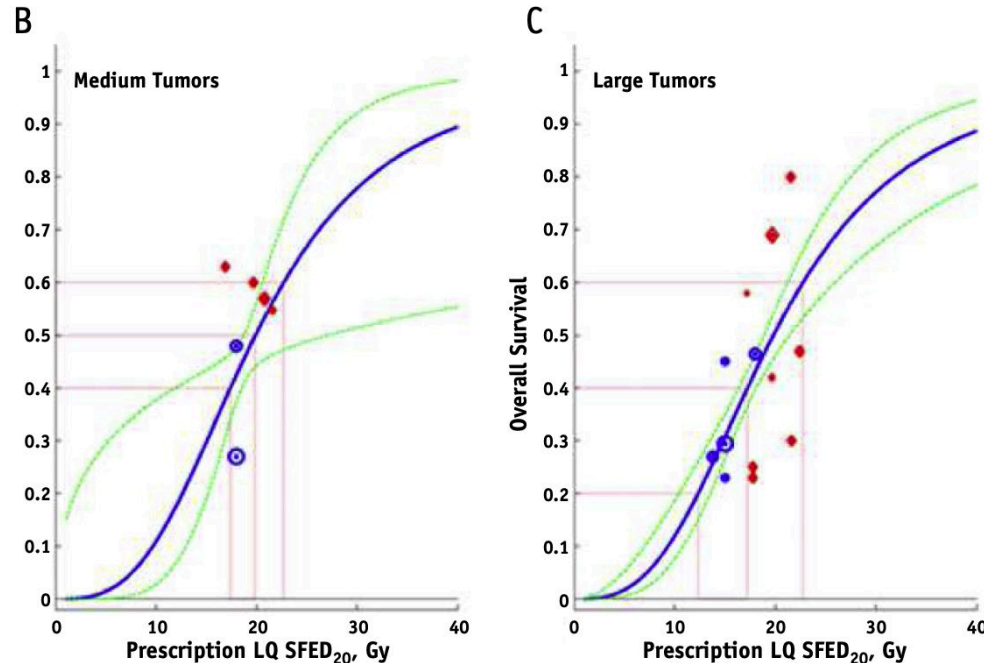 B
Medium Tumors
1
0.9
0.8
0.7
0.6
0.5
0.4
0.3
0.2
0.1
0
0 10 20 30 40
Prescription LQ SFED20, Gy
C
Large Tumors
Overall Survival
1
0.9
0.8
0.7
0.6
0.5
0.4
0.3
0.2
0.1
0
0 10 20 30 40
Prescription LQ SFED20, Gy